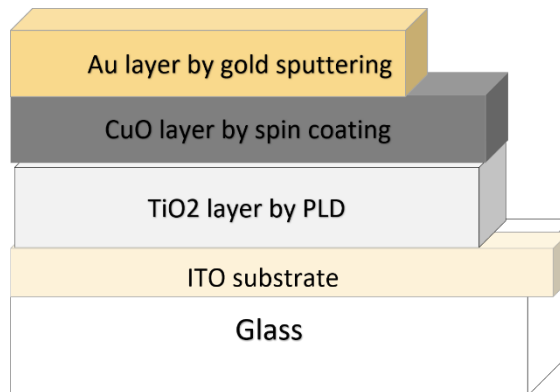 Au layer by gold sputtering
CuO layer by spin coating
TiO2 layer by PLD
ITO substrate
Glass